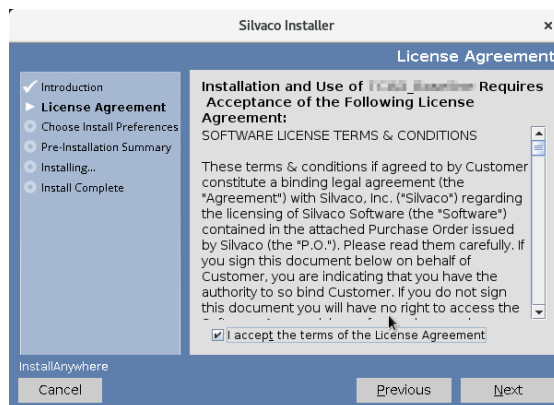 Silvaco Installer
×
License Agreement
Introduction
License Agreement
Choose Install Preferences
Pre-Installation Summary
Installing...
Install Complete
Installation and Use of Requires
Acceptance of the Following License
Agreement:
SOFTWARE LICENSE TERMS & CONDITIONS
These terms & conditions if agreed to by Customer
constitute a binding legal agreement (the
"Agreement") with Silvaco, Inc. ("Silvaco") regarding
the licensing of Silvaco Software (the "Software")
contained in the attached Purchase Order issued
by Silvaco (the "P.O."). Please read them carefully. If
you sign this document below on behalf of
Customer, you are indicating that you have the
authority to so bind Customer. If you do not sign
this document you will have no right to access the
I accept the terms of the License Agreement
InstallAnywhere
Cancel
Previous
Next